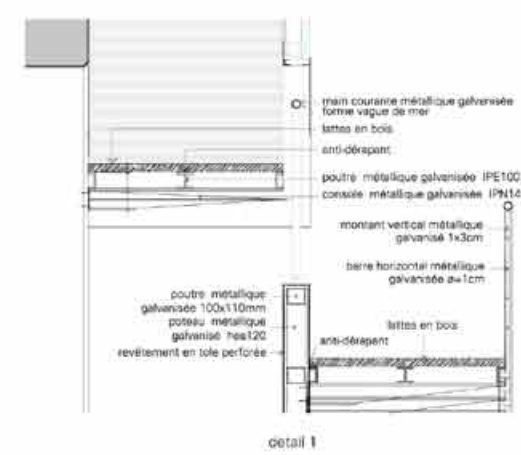 main courante métallique galvanisée
forme vague de mer
lattes en bois
anti-dérapant
poutre métallique galvanisée IPE100
console métallique galvanisée IPN14
montant vertical métallique
galvanisé 1x3cm
barre horizontal métallique
galvanisée ø=1cm
poutre métallique
galvanisée 100x110mm
poteau métallique
galvanisé hea120
revêtement en tole perforée
lattes en bois
anti-dérapant
detail 1